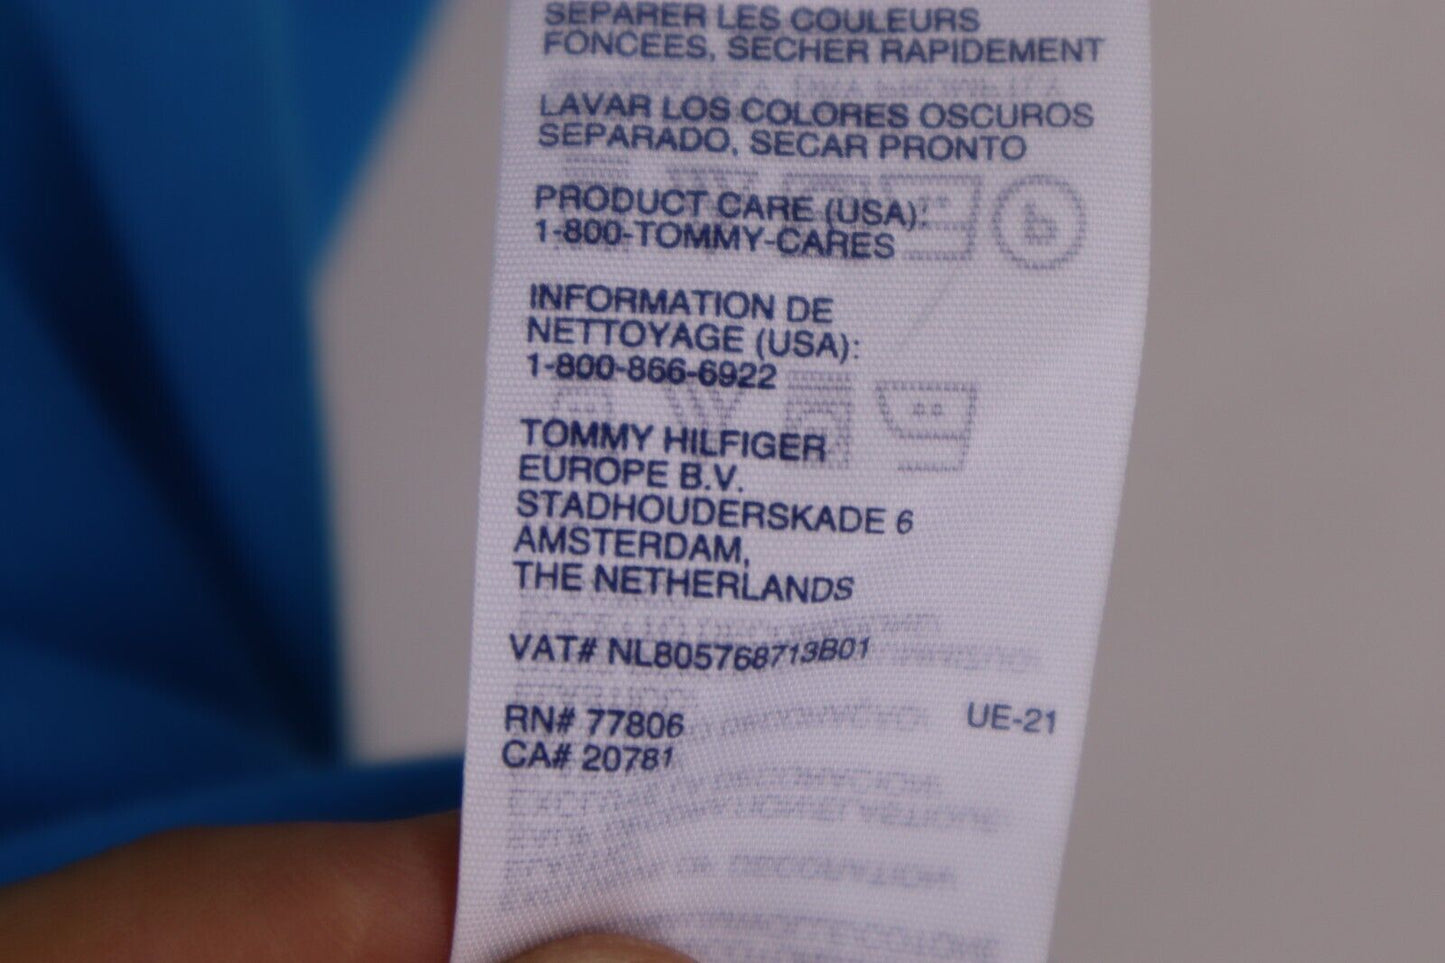 SEPARER LES COULEURS
FONCEES, SECHER RAPIDEMENT
LAVAR LOS COLORES OSCUROS
SEPARADO, SECAR PRONTO
PRODUCT CARE (USA):
1-800-TOMMY-CARES
INFORMATION DE
NETTOYAGE (USA):
1-800-866-6922
TOMMY HILFIGER
EUROPE B.V.
STADHOUDERSKADE 6
AMSTERDAM,
THE NETHERLANDS
VAT# NL805768713B01
RN# 77806 UE-21
CA# 20781